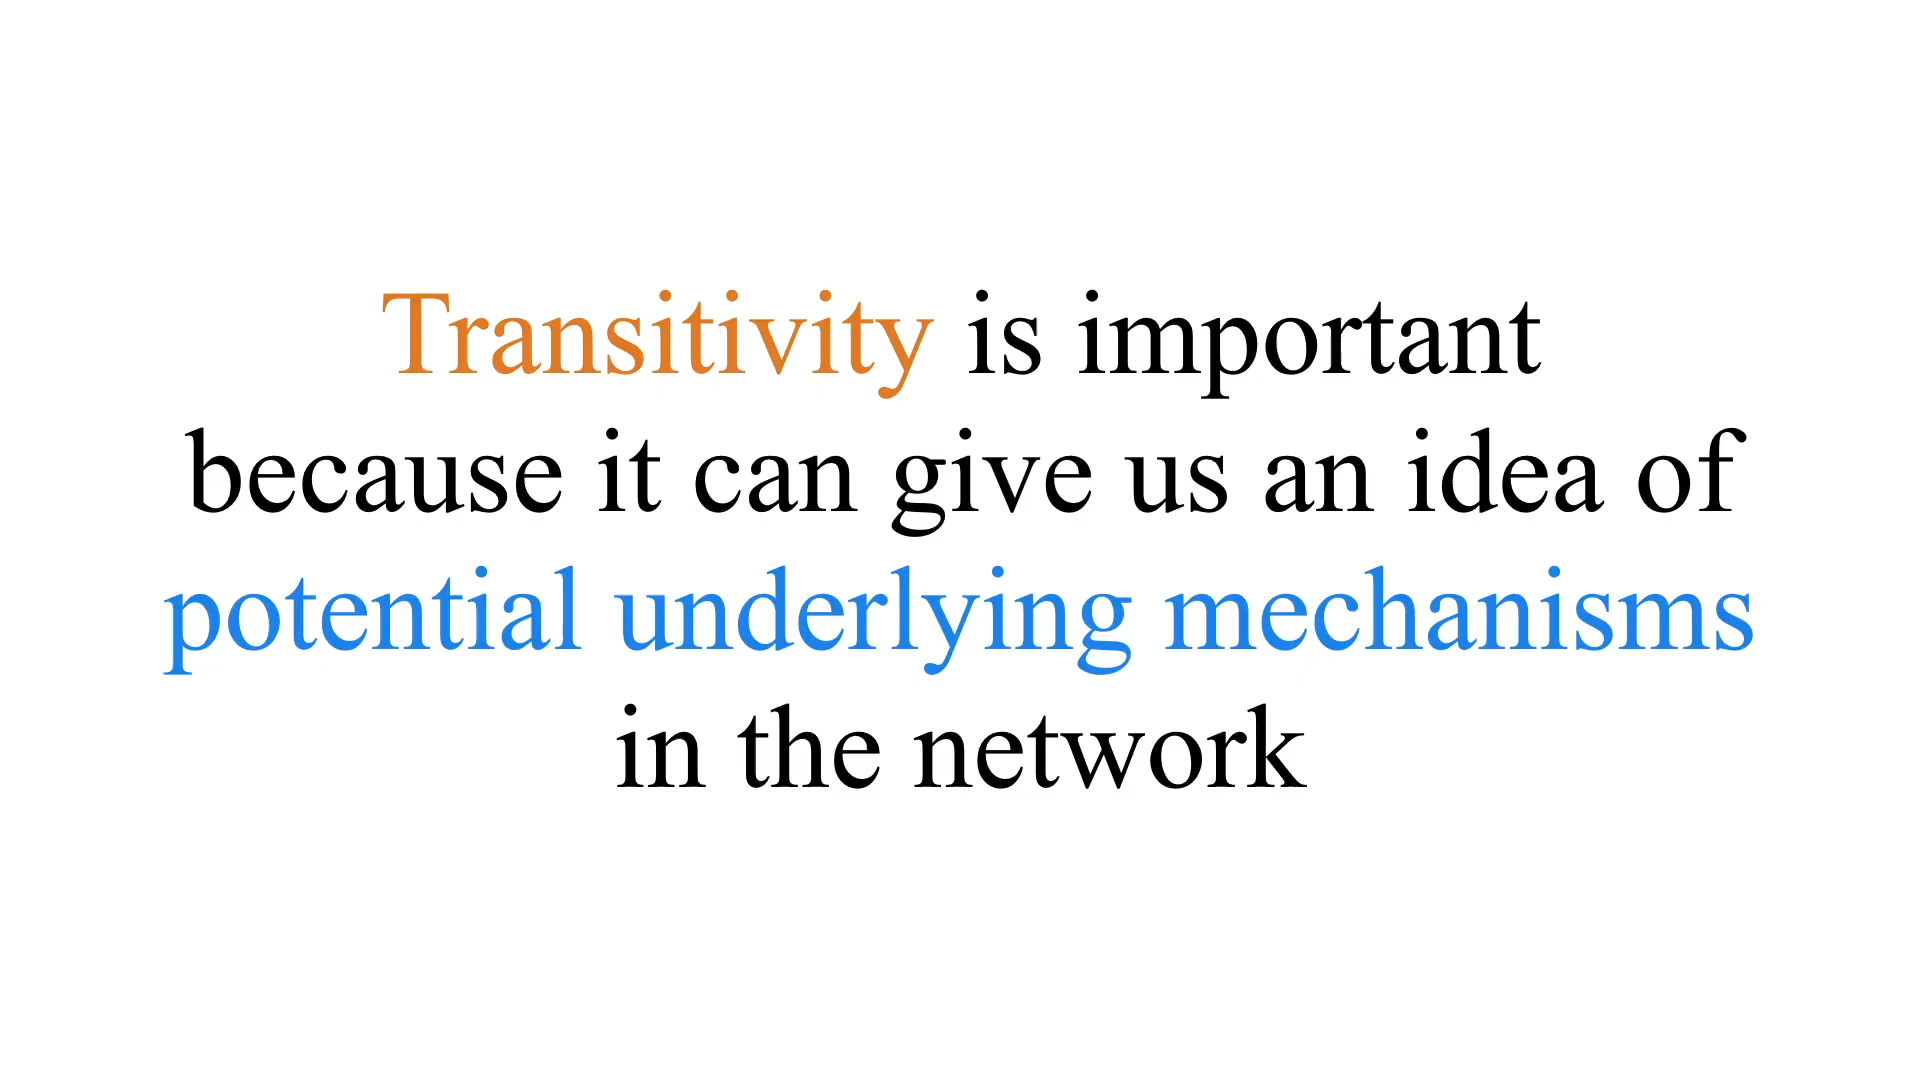 Transitivity is important
because it can give us an idea of
potential underlying mechanisms
in the network